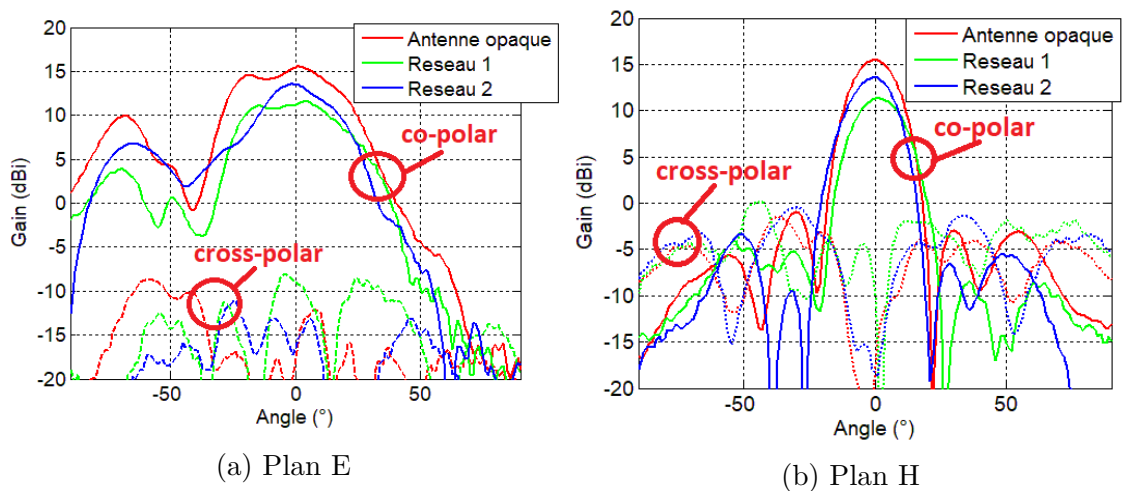 20
15
10
5
0
-5
-10
-15
-20
Gain (dBi)
-50
0
50
Angle (°)
Antenne opaque
Reseau 1
Reseau 2
co-polar
cross-polar
(a) Plan E
20
15
10
5
0
-5
-10
-15
-20
Gain (dBi)
-50
0
50
Angle (°)
Antenne opaque
Reseau 1
Reseau 2
co-polar
cross-polar
(b) Plan H